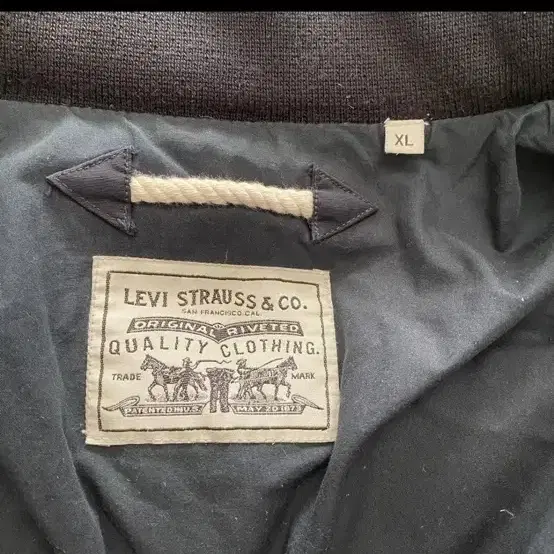 XL
LEVI STRAUSS & CO.
SAN FRANCISCO.CAL.
ORIGINAL RIVETED
QUALITY CLOTHING.
TRADE MARK
PATENTED IN U.S. MAY 20 1873